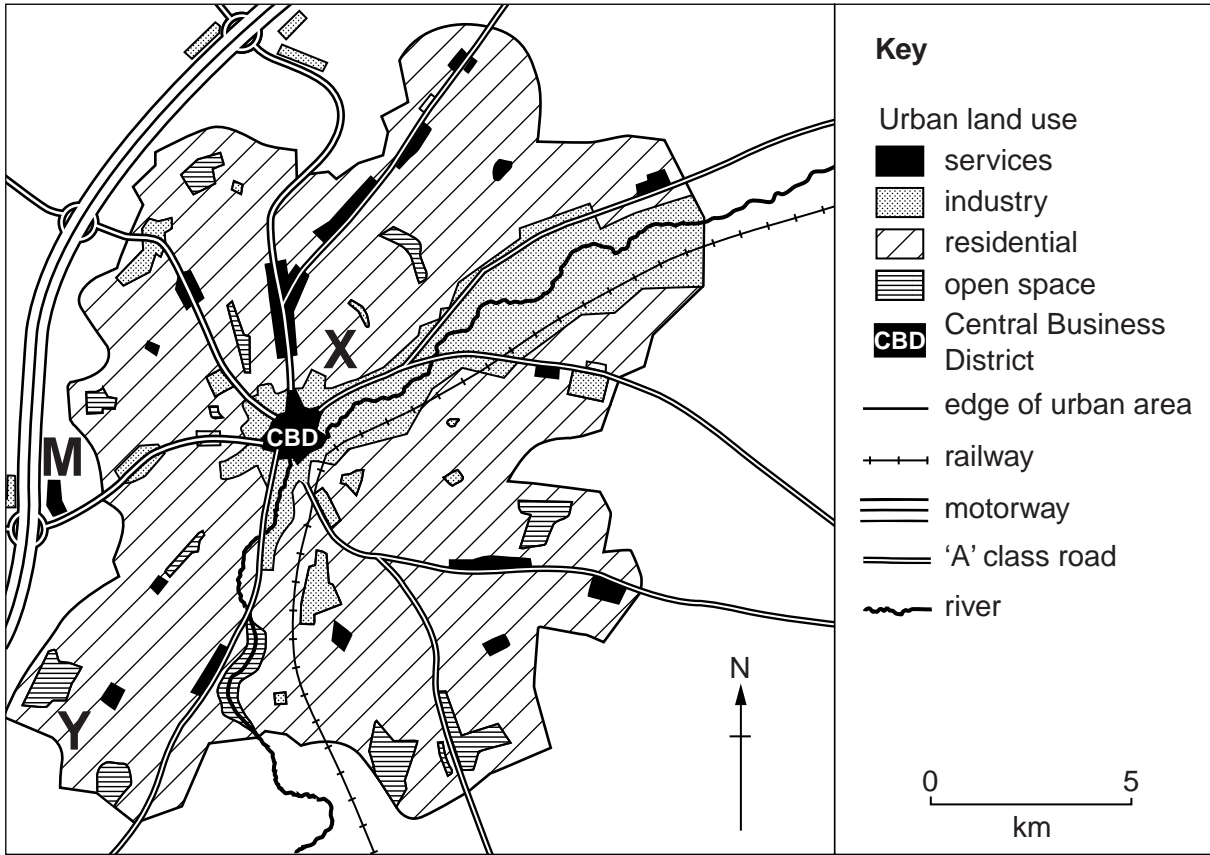 X
CBD
M
Y
N
Key
Urban land use
services
industry
residential
open space
CBD
Central Business
District
edge of urban area
railway
motorway
‘A’ class road
river
0 5
km